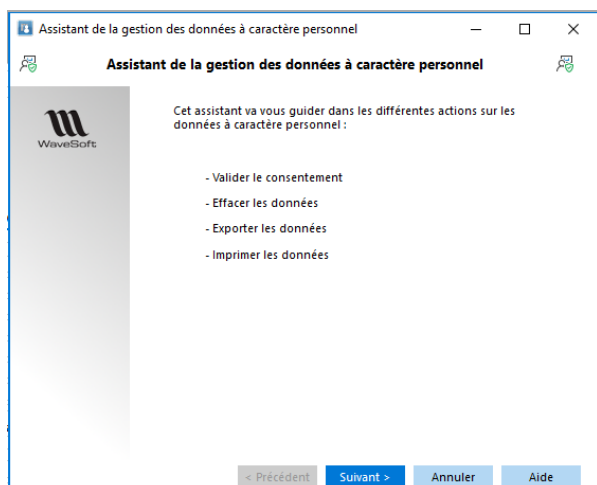 Assistant de la gestion des données à caractère personnel
Assistant de la gestion des données à caractère personnel
WaveSoft
Cet assistant va vous guider dans les différentes actions sur les
données à caractère personnel :
- Valider le consentement
- Effacer les données
- Exporter les données
- Imprimer les données
< Précédent
Suivant >
Annuler
Aide